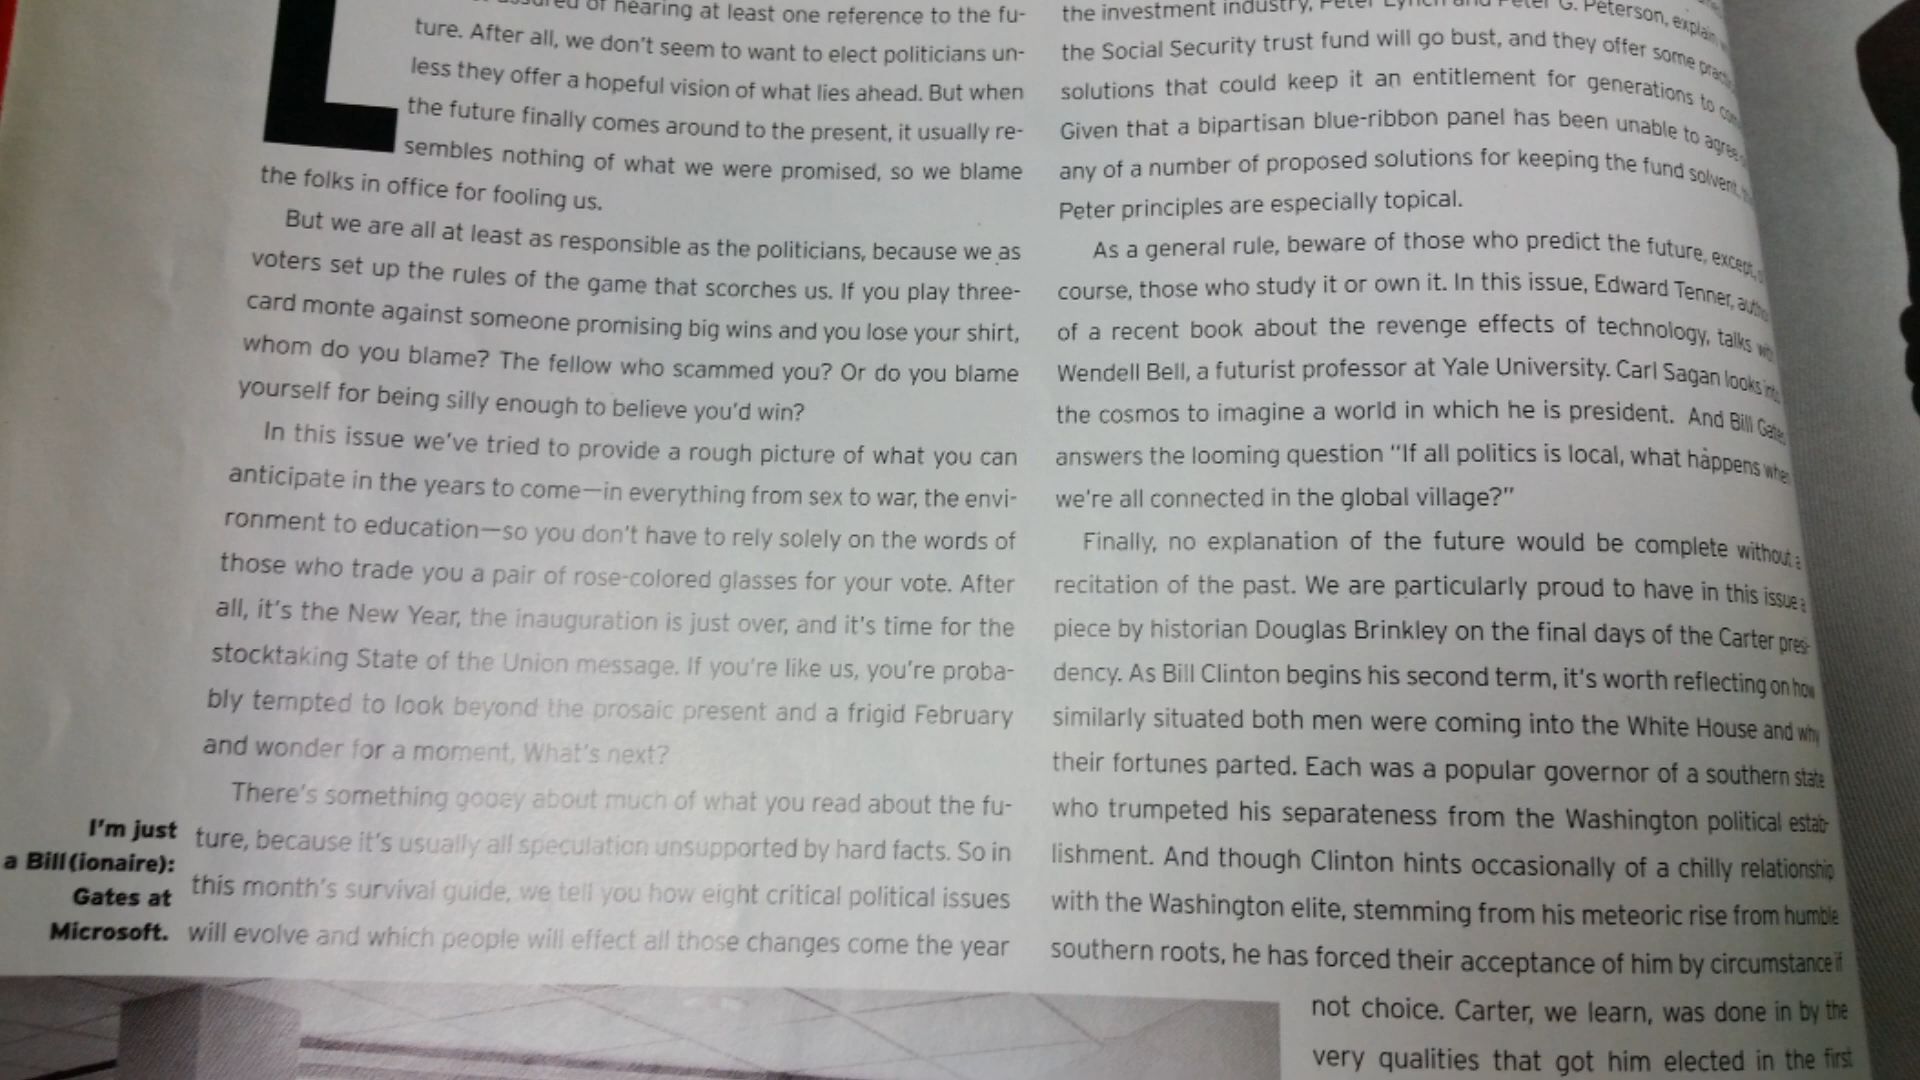 L
of hearing at least one reference to the fu-
ture. After all, we don't seem to want to elect politicians un-
less they offer a hopeful vision of what lies ahead. But when
the future finally comes around to the present, it usually re-
sembles nothing of what we were promised, so we blame
the folks in office for fooling us.
But we are all at least as responsible as the politicians, because we as
voters set up the rules of the game that scorches us. If you play three-
card monte against someone promising big wins and you lose your shirt,
whom do you blame? The fellow who scammed you? Or do you blame
yourself for being silly enough to believe you'd win?
In this issue we've tried to provide a rough picture of what you can
anticipate in the years to come—in everything from sex to war, the envi-
ronment to education—so you don't have to rely solely on the words of
those who trade you a pair of rose-colored glasses for your vote. After
all, it's the New Year, the inauguration is just over, and it's time for the
stocktaking State of the Union message. If you're like us, you're proba-
bly tempted to look beyond the prosaic present and a frigid February
and wonder for a moment, What's next?
There's something gooey about much of what you read about the fu-
ture, because it's usually all speculation unsupported by hard facts. So in
this month's survival guide, we tell you how eight critical political issues
will evolve and which people will effect all those changes come the year
I'm just
a Bill(ionaire):
Gates at
Microsoft.
the investment industry, Peter Lynch and Peter G. Peterson, explain
the Social Security trust fund will go bust, and they offer some
solutions that could keep it an entitlement for generations to
Given that a bipartisan blue-ribbon panel has been unable to agree
any of a number of proposed solutions for keeping the fund solvent,
Peter principles are especially topical.
As a general rule, beware of those who predict the future, except,
course, those who study it or own it. In this issue, Edward Tenner,
of a recent book about the revenge effects of technology, talks
Wendell Bell, a futurist professor at Yale University. Carl Sagan looks into
the cosmos to imagine a world in which he is president. And Bill Gates
answers the looming question "If all politics is local, what happens when
we're all connected in the global village?"
Finally, no explanation of the future would be complete without a
recitation of the past. We are particularly proud to have in this issue a
piece by historian Douglas Brinkley on the final days of the Carter presi-
dency. As Bill Clinton begins his second term, it's worth reflecting on how
similarly situated both men were coming into the White House and why
their fortunes parted. Each was a popular governor of a southern state
who trumpeted his separateness from the Washington political estab-
lishment. And though Clinton hints occasionally of a chilly relationship
with the Washington elite, stemming from his meteoric rise from humble
southern roots, he has forced their acceptance of him by circumstance if
not choice. Carter, we learn, was done in by the
very qualities that got him elected in the first